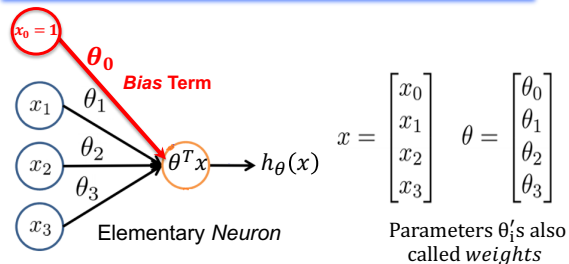 x₀ = 1
θ₀
Bias Term
x₁
θ₁
x₂
θ₂
θᵀx
h_θ(x)
x₃
θ₃
Elementary Neuron
x = [x₀ x₁ x₂ x₃]
θ = [θ₀ θ₁ θ₂ θ₃]
Parameters θ′ᵢs also
called weights